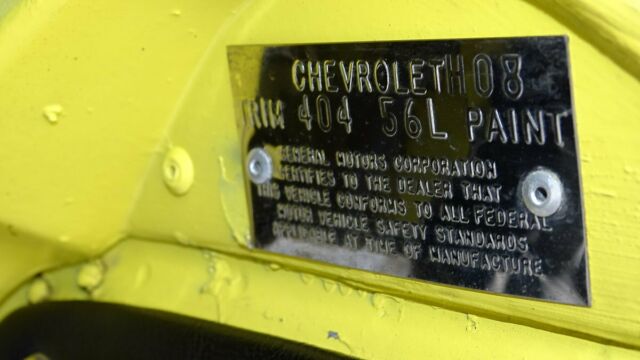 CHEVROLET H08
TRIM 404 56L PAINT
GENERAL MOTORS CORPORATION
CERTIFIES TO THE DEALER THAT
THIS VEHICLE CONFORMS TO ALL FEDERAL
MOTOR VEHICLE SAFETY STANDARDS
APPLICABLE AT TIME OF MANUFACTURE